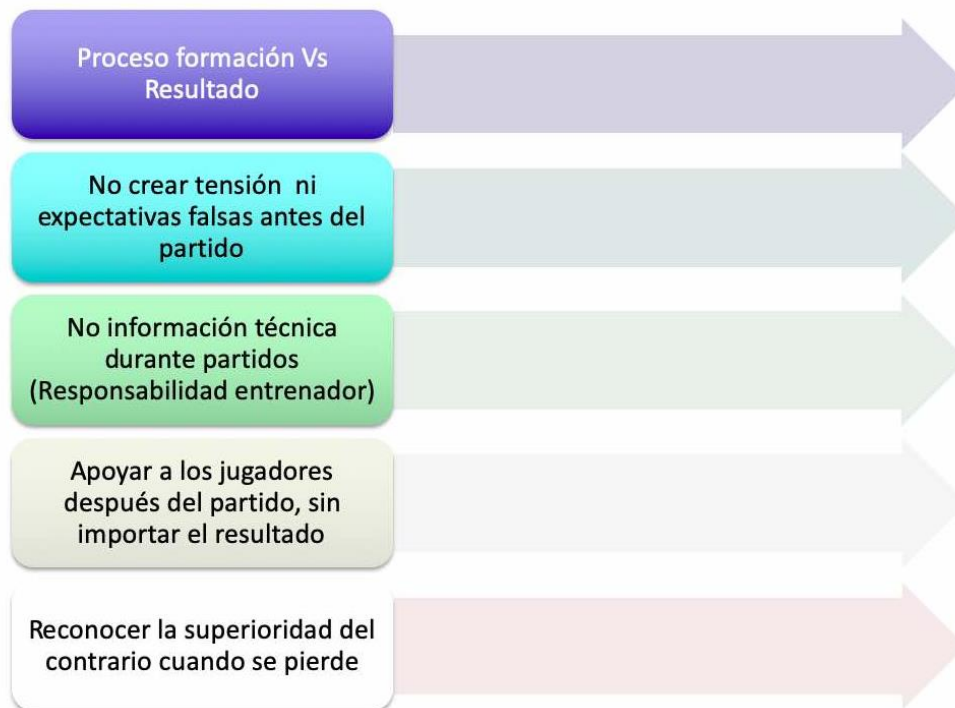 Proceso formación Vs
Resultado
No crear tensión ni
expectativas falsas antes del
partido
No información técnica
durante partidos
(Responsabilidad entrenador)
Apoyar a los jugadores
después del partido, sin
importar el resultado
Reconocer la superioridad del
contrario cuando se pierde